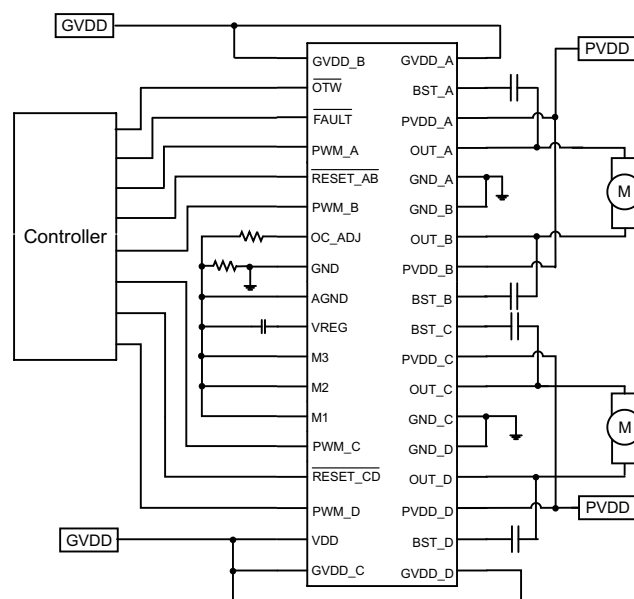 GVDD
PVDD
GVDD_B GVDD_A
OTW BST_A
FAULT PVDD_A
PWM_A OUT_A
RESET_AB GND_A
M
PWM_B GND_B
Controller
OC_ADJ OUT_B
GND PVDD_B
AGND BST_B
VREG BST_C
M3 PVDD_C
M2 OUT_C
M1 GND_C
M
PWM_C GND_D
RESET_CD OUT_D
PWM_D PVDD_D
PVDD
GVDD
VDD BST_D
GVDD_C GVDD_D